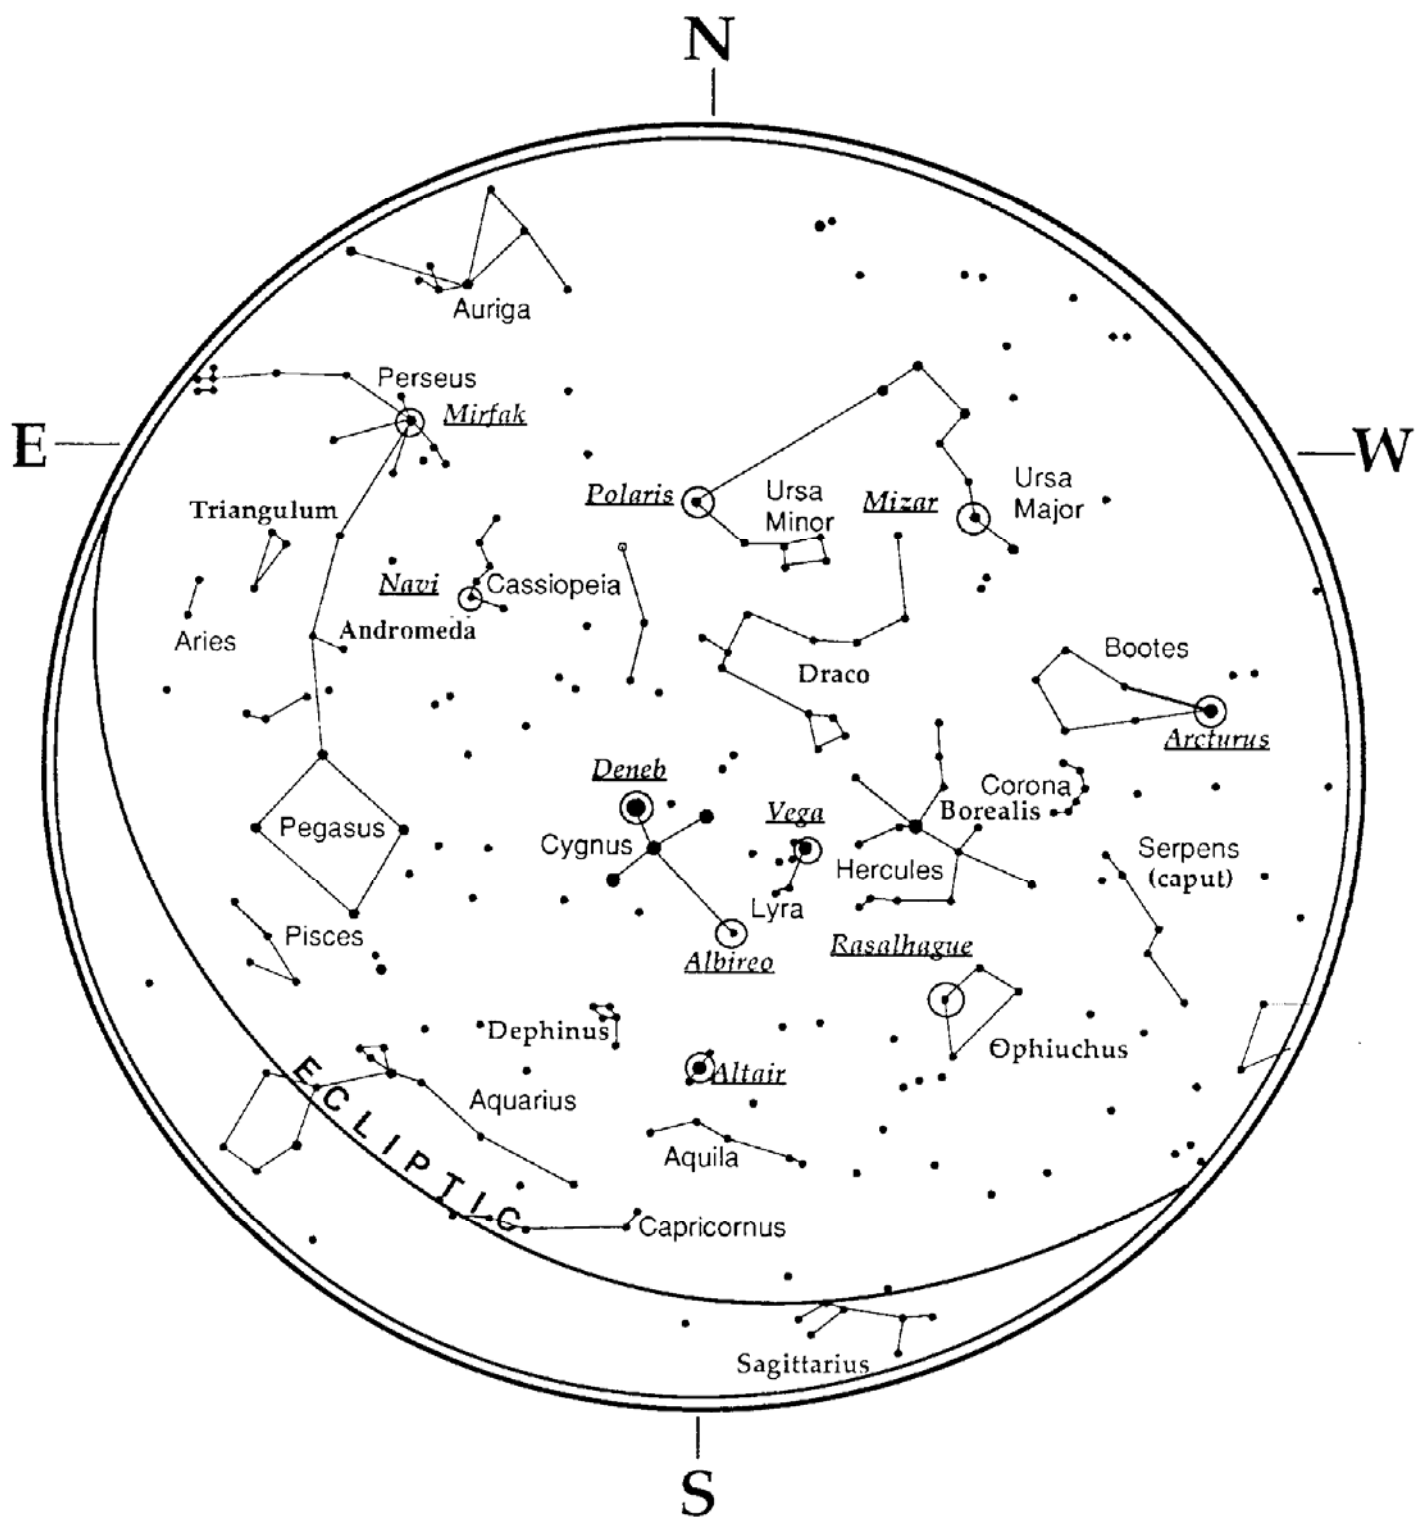 N
Auriga
Perseus
Mirfak
E
W
Polaris
Ursa
Minor
Mizar
Ursa
Major
Triangulum
Navi
Cassiopeia
Aries
Andromeda
Draco
Bootes
Arcturus
Deneb
Corona
Borealis
Vega
Pegasus
Cygnus
Hercules
Serpens
(caput)
Lyra
Pisces
Albireo
Rasalhague
Dephinus
Ophiuchus
Altair
Aquarius
ECLIPTIC
Aquila
Capricornus
Sagittarius
S